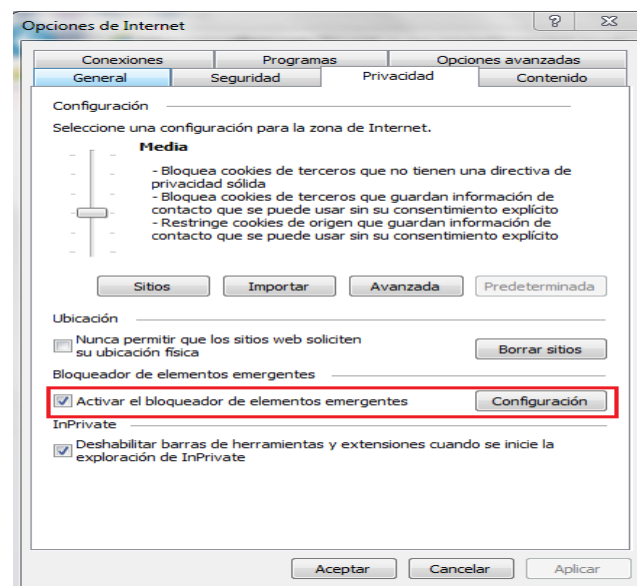 Opciones de Internet
Conexiones Programas Opciones avanzadas
General Seguridad Privacidad Contenido
Configuración
Seleccione una configuración para la zona de Internet.
Media
- Bloquea cookies de terceros que no tienen una directiva de
privacidad sólida
- Bloquea cookies de terceros que guardan información de
contacto que se puede usar sin su consentimiento explícito
- Restringe cookies de origen que guardan información de
contacto que se puede usar sin su consentimiento explícito
Sitios Importar Avanzada Predeterminada
Ubicación
Nunca permitir que los sitios web soliciten
su ubicación física
Borrar sitios
Bloqueador de elementos emergentes
Activar el bloqueador de elementos emergentes Configuración
InPrivate
Deshabilitar barras de herramientas y extensiones cuando se inicie la
exploración de InPrivate
Aceptar Cancelar Aplicar